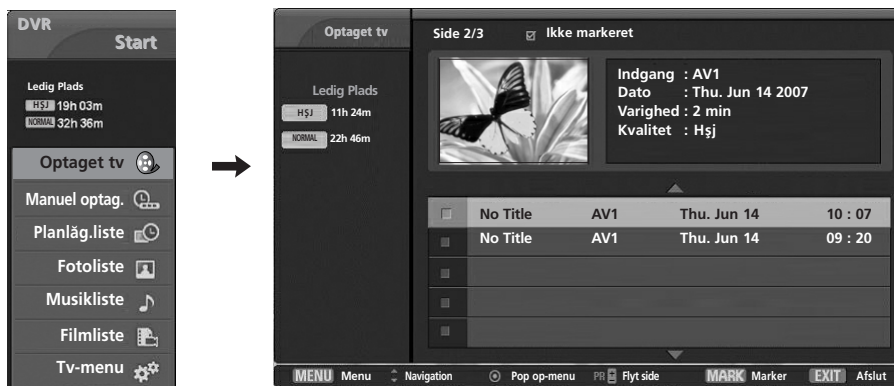 DVR
Start
Ledig Plads
HŞJ 19h 03m
NORMAL 32h 36m
Optaget tv
Manuel optag.
Planlăg.liste
Fotoliste
Musikliste
Filmliste
Tv-menu
Optaget tv
Ledig Plads
HŞJ 11h 24m
NORMAL 22h 46m
Side 2/3 Ikke markeret
Indgang : AV1
Dato : Thu. Jun 14 2007
Varighed : 2 min
Kvalitet : Hşj
No Title AV1 Thu. Jun 14 10 : 07
No Title AV1 Thu. Jun 14 09 : 20
MENU Menu Navigation Pop op-menu PR Flyt side MARK Marker EXIT Afslut